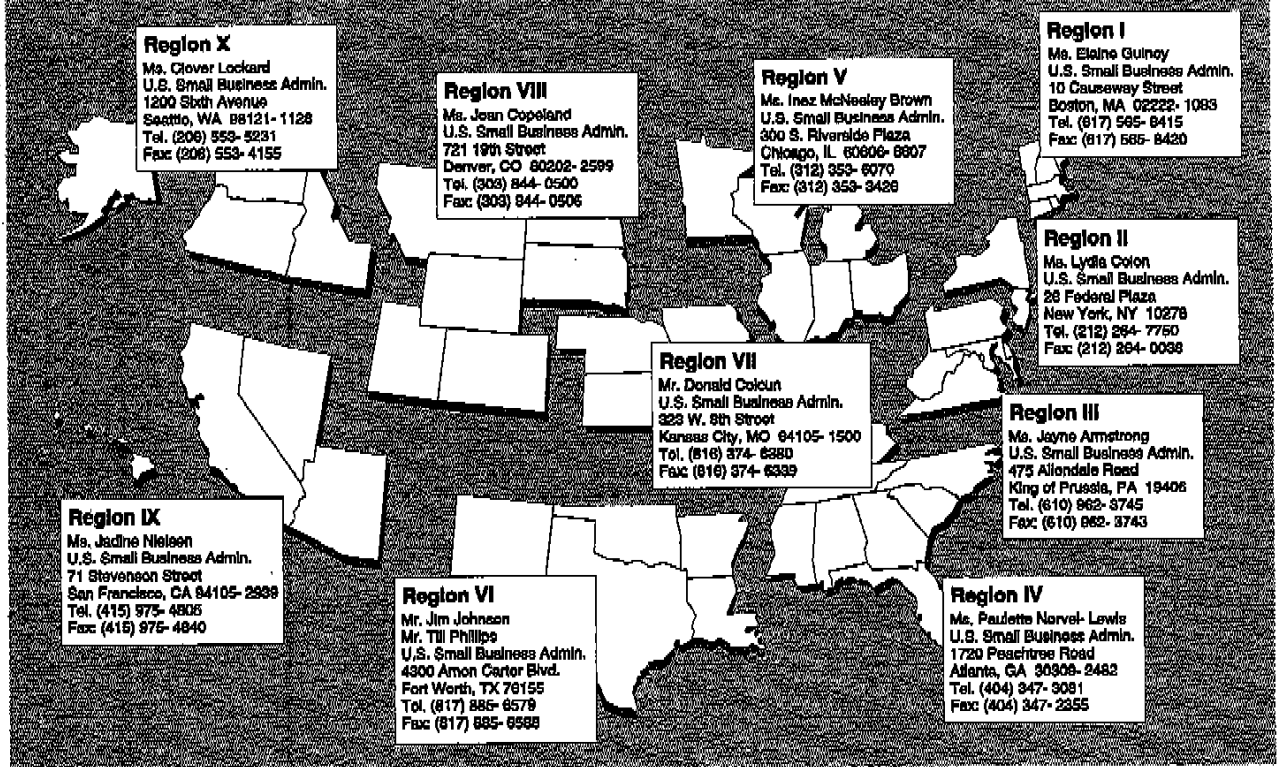 Region X
Ms. Clover Lockard
U.S. Small Business Admin.
1200 Sixth Avenue
Seattle, WA 98121-1128
Tel. (206) 553-5231
Fax: (206) 553-4155
Region VIII
Ms. Jean Copeland
U.S. Small Business Admin.
721 19th Street
Denver, CO 80202-2599
Tel. (303) 844-0500
Fax: (303) 844-0506
Region V
Ms. Inez McNeeley Brown
U.S. Small Business Admin.
300 S. Riverside Plaza
Chicago, IL 60606-6607
Tel. (312) 353-6070
Fax: (312) 353-3426
Region I
Ms. Elaine Guiney
U.S. Small Business Admin.
10 Causeway Street
Boston, MA 02222-1093
Tel. (617) 565-8415
Fax: (617) 565-8420
Region II
Ms. Lydia Colon
U.S. Small Business Admin.
26 Federal Plaza
New York, NY 10278
Tel. (212) 264-7750
Fax: (212) 264-0038
Region VII
Mr. Donald
U.S. Small Business Admin.
323 W. 8th Street
Kansas City, MO 64105-1500
Tel. (816) 374-6380
Fax: (816) 374-6339
Region III
Ms. Jayne Armstrong
U.S. Small Business Admin.
475 Allendale Road
King of Prussia, PA 19406
Tel. (610) 962-3745
Fax: (610) 962-3743
Region IX
Ms. Jadine Nielsen
U.S. Small Business Admin.
71 Stevenson Street
San Francisco, CA 94105-2939
Tel. (415) 975-
Fax: (415) 975-
Region VI
Mr. Jim Johnson
Mr. Till Phillips
U.S. Small Business Admin.
4300 Amon Carter Blvd.
Fort Worth, TX 76155
Tel. (817) 885-6579
Fax: (817) 885-6588
Region IV
Ms. Paulette Norvel-Lewis
U.S. Small Business Admin.
1720 Peachtree Road
Atlanta, GA 30309-2482
Tel. (404) 347-
Fax: (404) 347-2355